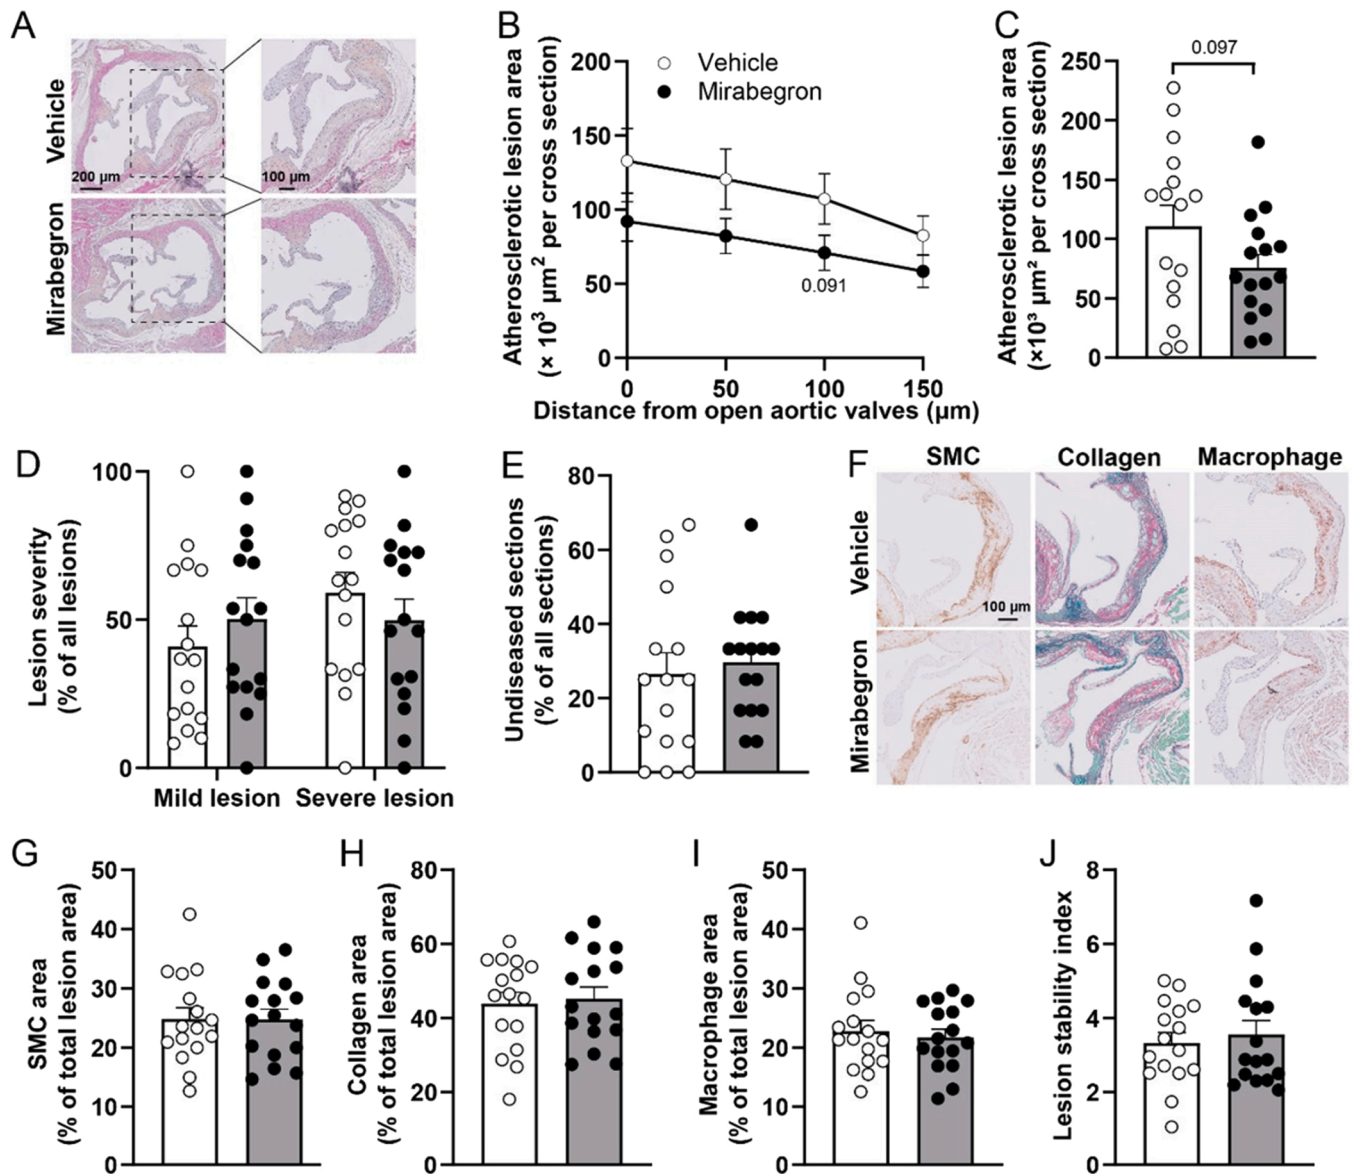 A
Vehicle
200 µm
100 µm
Mirabegron
B
Atherosclerotic lesion area
(× 10³ µm² per cross section)
200
150
100
50
0
Vehicle
Mirabegron
0.091
0
50
100
150
Distance from open aortic valves (µm)
C
Atherosclerotic lesion area
(×10³ µm² per cross section)
250
200
150
100
50
0
0.097
D
Lesion severity
(% of all lesions)
100
50
0
Mild lesion
Severe lesion
E
Undiseased sections
(% of all sections)
80
60
40
20
0
F
SMC
Collagen
Macrophage
Vehicle
100 µm
Mirabegron
G
SMC area
(% of total lesion area)
50
40
30
20
10
0
H
Collagen area
(% of total lesion area)
80
60
40
20
0
I
Macrophage area
(% of total lesion area)
50
40
30
20
10
0
J
Lesion stability index
8
6
4
2
0